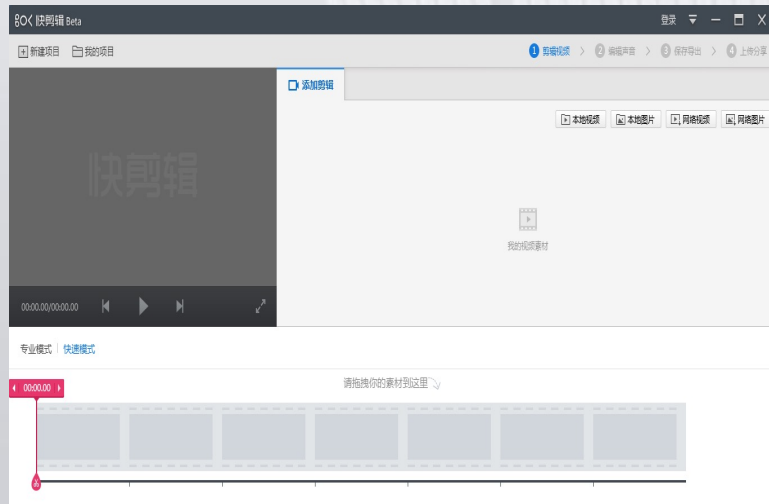 快剪辑 Beta
登录
新建项目 我的项目
1 剪辑视频 > 2 编辑声音 > 3 保存导出 > 4 上传分享
添加剪辑
本地视频 本地图片 网络视频 网络图片
快剪辑
我的视频素材
00:00.00/00:00.00
专业模式 | 快速模式
请拖拽你的素材到这里
00:00.00